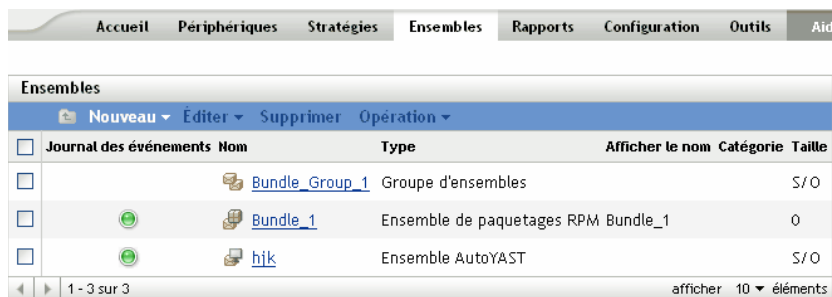 Accueil Périphériques Stratégies Ensembles Rapports Configuration Outils Aid
Ensembles
Nouveau Éditer Supprimer Opération
Journal des événements Nom Type Afficher le nom Catégorie Taille
Bundle_Group_1 Groupe d'ensembles S/O
Bundle_1 Ensemble de paquetages RPM Bundle_1 0
hjk Ensemble AutoYAST S/O
1 - 3 sur 3 afficher 10 éléments